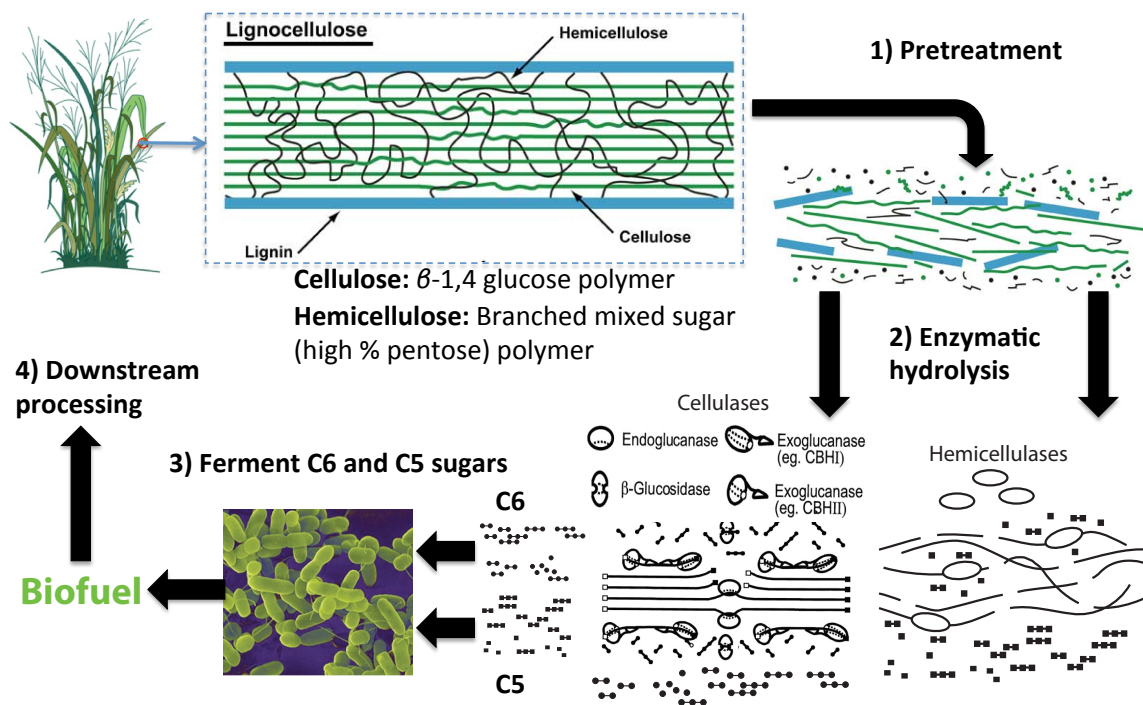 Lignocellulose
Hemicellulose
Lignin
Cellulose
1) Pretreatment
Cellulose: β-1,4 glucose polymer
Hemicellulose: Branched mixed sugar
(high % pentose) polymer
2) Enzymatic
hydrolysis
Cellulases
Endoglucanase
Exoglucanase
(eg. CBHI)
β-Glucosidase
Exoglucanase
(eg. CBHII)
Hemicellulases
3) Ferment C6 and C5 sugars
C6
C5
Biofuel
4) Downstream
processing